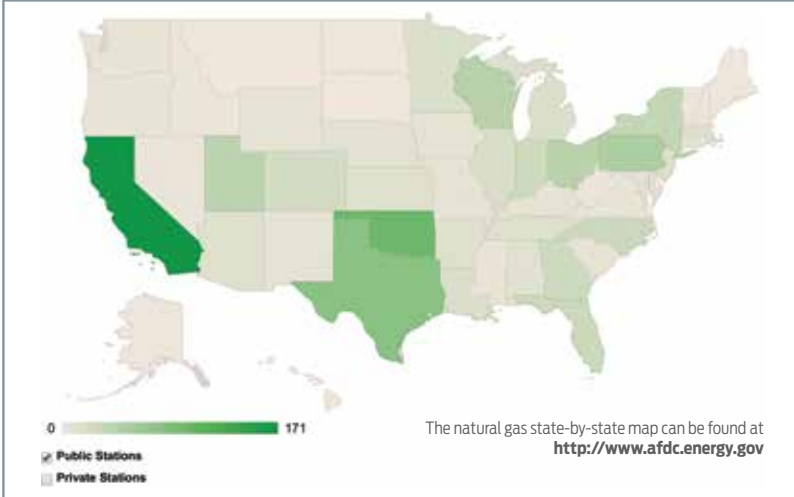 0 171
The natural gas state-by-state map can be found at
http://www.afdc.energy.gov
Public Stations
Private Stations